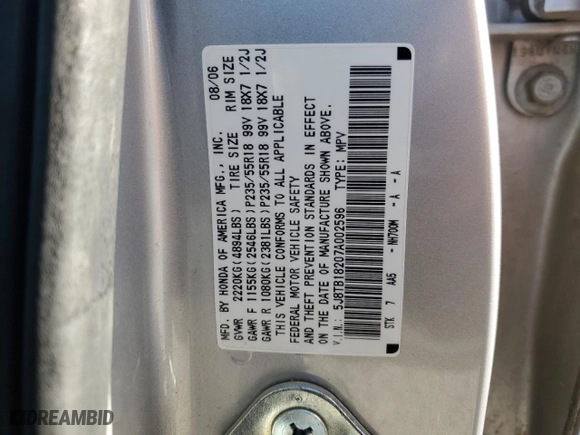 MFD. BY HONDA OF AMERICA MFG., INC. 08/06
GVWR 2220KG(4894LBS) TIRE SIZE RIM SIZE
GAWR F 1155KG(2546LBS)P235/55R18 99V 18X7 1/2J
GAWR R 1080KG(2381LBS)P235/55R18 99V 18X7 1/2J
THIS VEHICLE CONFORMS TO ALL APPLICABLE
FEDERAL MOTOR VEHICLE SAFETY
AND THEFT PREVENTION STANDARDS IN EFFECT
ON THE DATE OF MANUFACTURE SHOWN ABOVE.
V.I.N.: 5J8TB18207A002596 TYPE: MPV
STK 7 AA5 - NH700M - A - A
DREAMBID